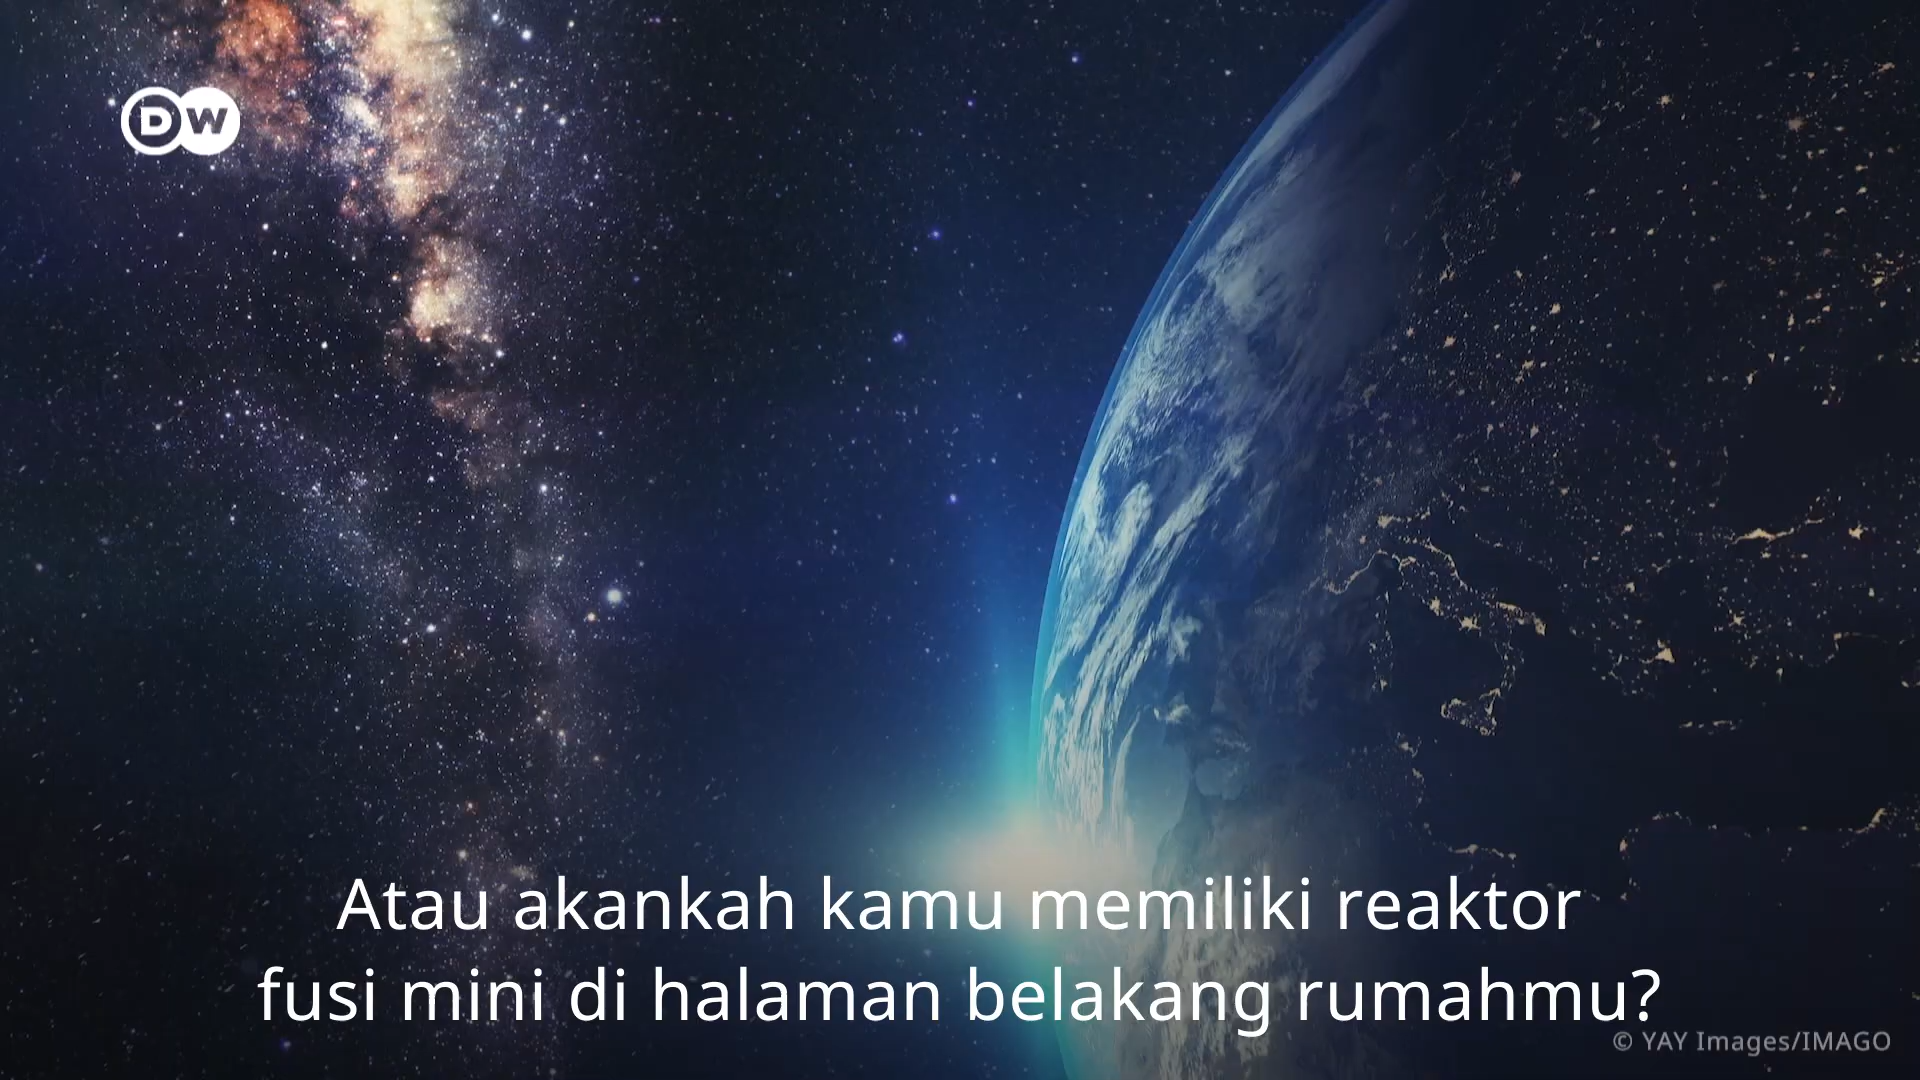 DW
Atau akankah kamu memiliki reaktor
fusi mini di halaman belakang rumahmu?
© YAY Images/IMAGO